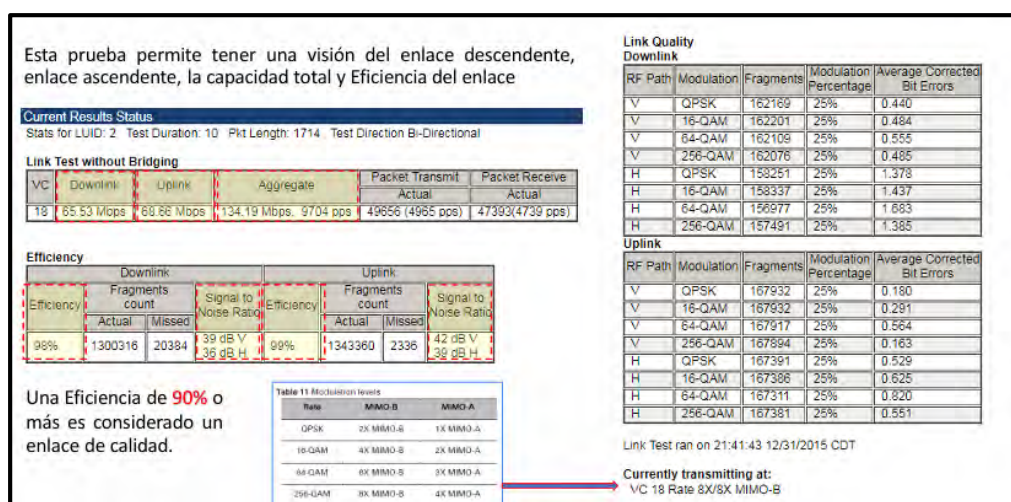 Esta prueba permite tener una visión del enlace descendente,
enlace ascendente, la capacidad total y Eficiencia del enlace
Current Results Status
Stats for LUID: 2 Test Duration: 10 Pkt Length: 1714 Test Direction Bi-Directional
Link Test without Bridging
VC Downlink Uplink Aggregate Packet Transmit Packet Receive
Actual Actual
18 65.53 Mbps 68.66 Mbps 134.19 Mbps, 9704 pps 49656 (4965 pps) 47393(4739 pps)
Efficiency
Downlink Uplink
Efficiency Fragments count Signal to Noise Ratio Efficiency Fragments count Signal to Noise Ratio
Actual Missed Actual Missed
98% 1300316 20384 39 dB V 36 dB H 99% 1343360 2336 42 dB V 39 dB H
Una Eficiencia de 90% o
más es considerado un
enlace de calidad.
Table 11 Modulation levels
Rate MIMO-B MIMO-A
QPSK 2X MIMO-B 1X MIMO-A
16-QAM 4X MIMO-B 2X MIMO-A
64-QAM 6X MIMO-B 3X MIMO-A
256-QAM 8X MIMO-B 4X MIMO-A
Link Quality
Downlink
RF Path Modulation Fragments Modulation Percentage Average Corrected Bit Errors
V QPSK 162169 25% 0.440
V 16-QAM 162201 25% 0.484
V 64-QAM 162109 25% 0.555
V 256-QAM 162076 25% 0.485
H QPSK 158251 25% 1.378
H 16-QAM 158337 25% 1.437
H 64-QAM 156977 25% 1.683
H 256-QAM 157491 25% 1.385
Uplink
RF Path Modulation Fragments Modulation Percentage Average Corrected Bit Errors
V QPSK 167932 25% 0.180
V 16-QAM 167932 25% 0.291
V 64-QAM 167917 25% 0.564
V 256-QAM 167894 25% 0.163
H QPSK 167391 25% 0.529
H 16-QAM 167386 25% 0.625
H 64-QAM 167311 25% 0.820
H 256-QAM 167381 25% 0.551
Link Test ran on 21:41:43 12/31/2015 CDT
Currently transmitting at:
VC 18 Rate 8X/8X MIMO-B